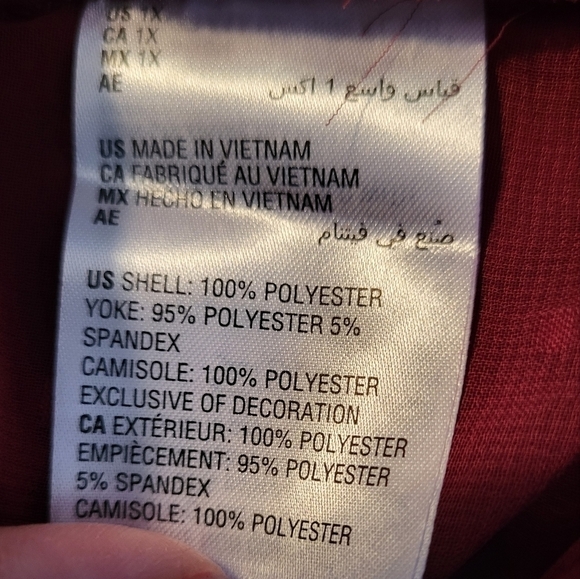 US 1X
CA 1X
MX 1X
AE قياس واسع 1 اكس
US MADE IN VIETNAM
CA FABRIQUÉ AU VIETNAM
MX HECHO EN VIETNAM
AE صُنع في فيتنام
US SHELL: 100% POLYESTER
YOKE: 95% POLYESTER 5%
SPANDEX
CAMISOLE: 100% POLYESTER
EXCLUSIVE OF DECORATION
CA EXTÉRIEUR: 100% POLYESTER
EMPIÈCEMENT: 95% POLYESTER
5% SPANDEX
CAMISOLE: 100% POLYESTER